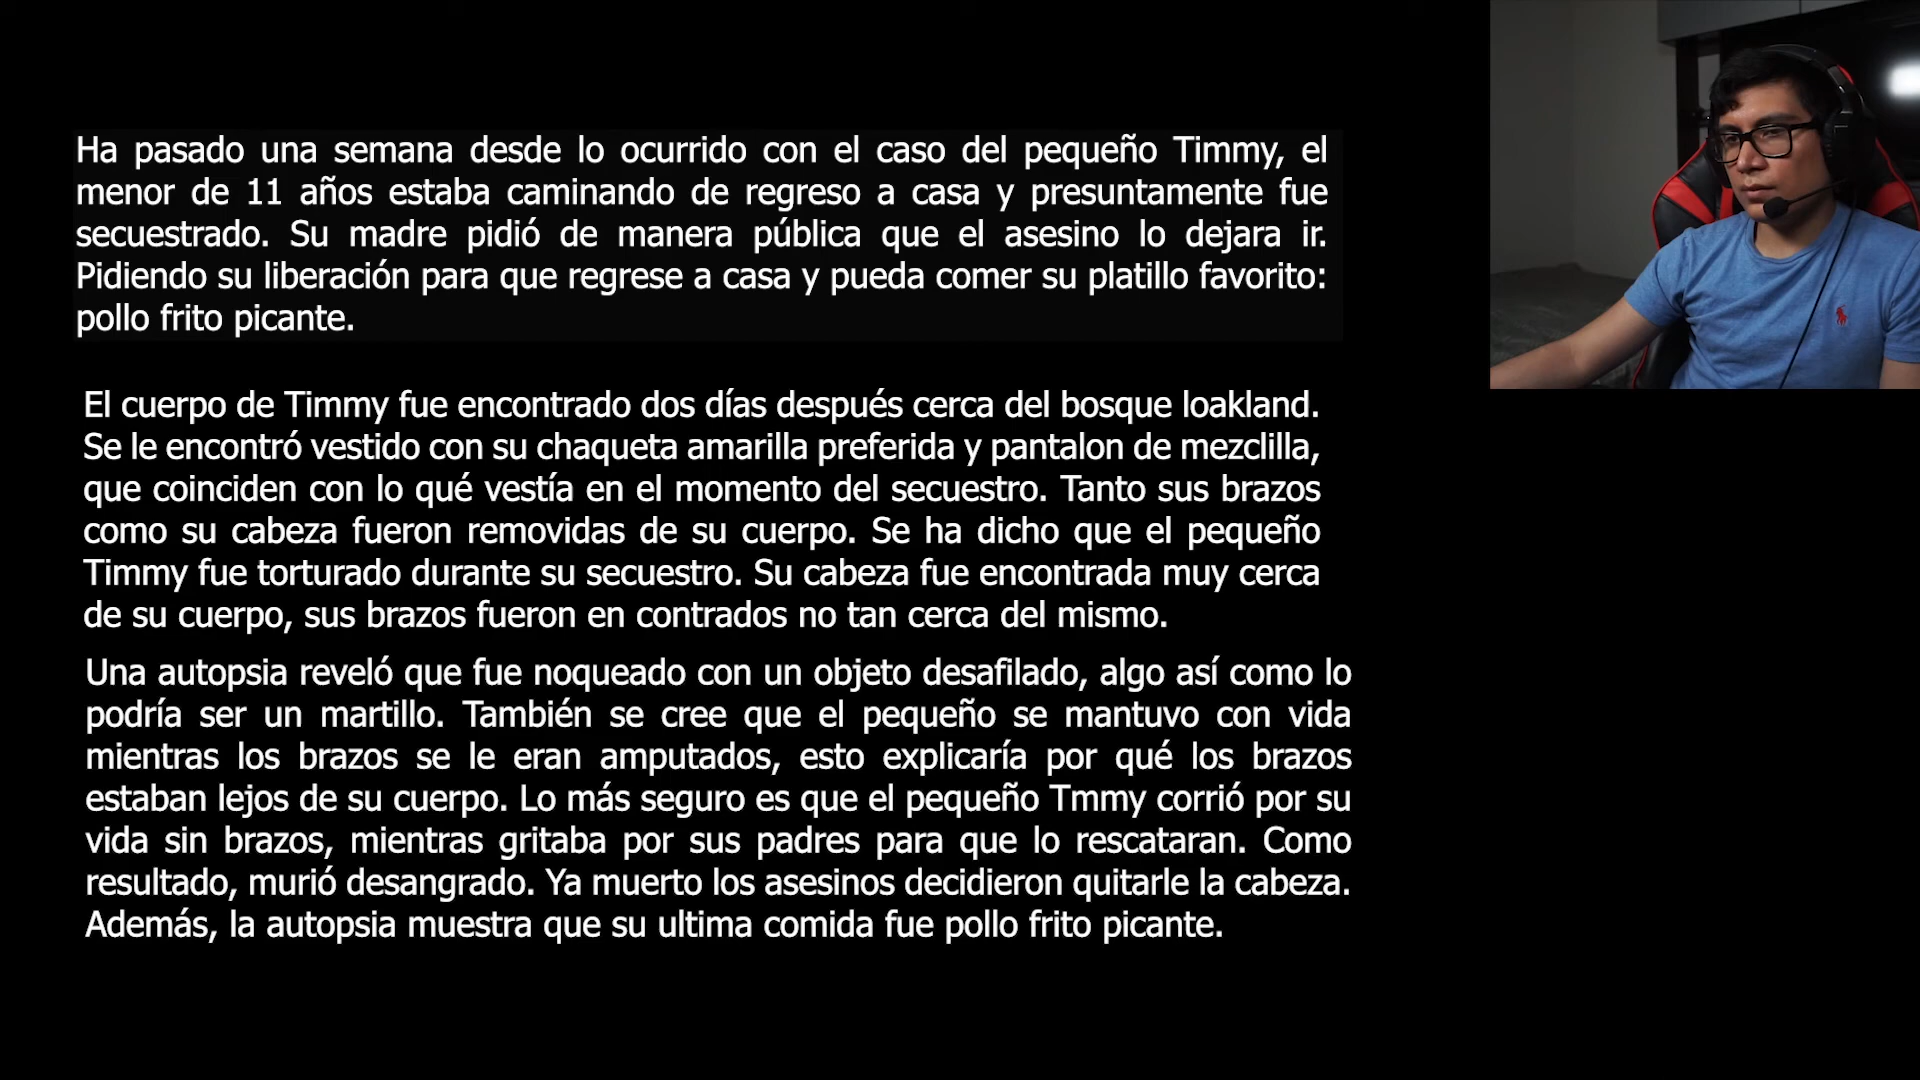 Ha pasado una semana desde lo ocurrido con el caso del pequeño Timmy, el
menor de 11 años estaba caminando de regreso a casa y presuntamente fue
secuestrado. Su madre pidió de manera pública que el asesino lo dejara ir.
Pidiendo su liberación para que regrese a casa y pueda comer su platillo favorito:
pollo frito picante.
El cuerpo de Timmy fue encontrado dos días después cerca del bosque loakland.
Se le encontró vestido con su chaqueta amarilla preferida y pantalon de mezclilla,
que coinciden con lo qué vestía en el momento del secuestro. Tanto sus brazos
como su cabeza fueron removidas de su cuerpo. Se ha dicho que el pequeño
Timmy fue torturado durante su secuestro. Su cabeza fue encontrada muy cerca
de su cuerpo, sus brazos fueron en contrados no tan cerca del mismo.
Una autopsia reveló que fue noqueado con un objeto desafilado, algo así como lo
podría ser un martillo. También se cree que el pequeño se mantuvo con vida
mientras los brazos se le eran amputados, esto explicaría por qué los brazos
estaban lejos de su cuerpo. Lo más seguro es que el pequeño Tmmy corrió por su
vida sin brazos, mientras gritaba por sus padres para que lo rescataran. Como
resultado, murió desangrado. Ya muerto los asesinos decidieron quitarle la cabeza.
Además, la autopsia muestra que su ultima comida fue pollo frito picante.